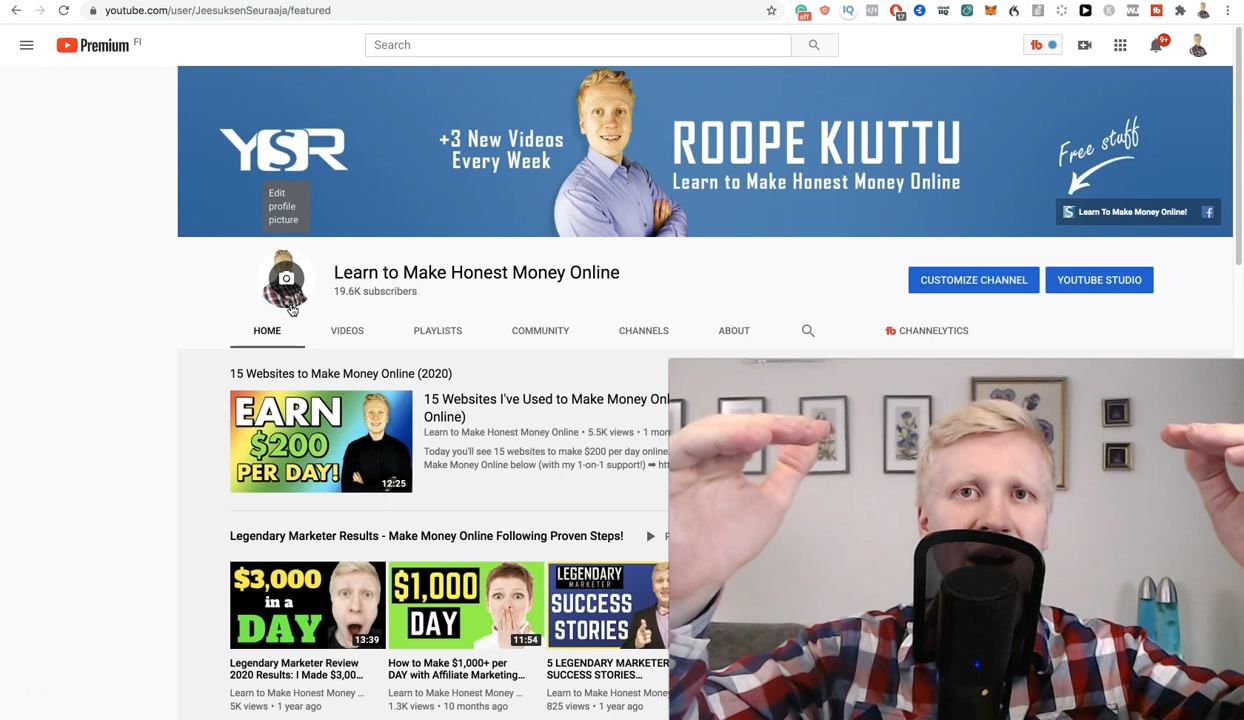 youtube.com/user/JeesuksenSeuraaja/featured
off
17
Premium FI
Search
9+
YSR
+3 New Videos
Every Week
ROOPE KIUTTU
Learn to Make Honest Money Online
Free stuff
Learn To Make Money Online!
Edit
profile
picture
Learn to Make Honest Money Online
19.6K subscribers
CUSTOMIZE CHANNEL
YOUTUBE STUDIO
HOME
VIDEOS
PLAYLISTS
COMMUNITY
CHANNELS
ABOUT
CHANNELYTICS
15 Websites to Make Money Online (2020)
EARN
$200
PER DAY!
12:25
15 Websites I've Used to Make Money Onl
Online)
Learn to Make Honest Money Online • 5.5K views • 1 mon
Today you'll see 15 websites to make $200 per day online.
Make Money Online below (with my 1-on-1 support!) ➡ htt
Legendary Marketer Results - Make Money Online Following Proven Steps!
$3,000
in a
DAY
13:39
$1,000
DAY
11:54
LEGENDARY
MARKETER
SUCCESS
STORIES
Legendary Marketer Review
2020 Results: I Made $3,00...
Learn to Make Honest Money ...
5K views • 1 year ago
How to Make $1,000+ per
DAY with Affiliate Marketing...
Learn to Make Honest Money ...
1.3K views • 10 months ago
5 LEGENDARY MARKETER
SUCCESS STORIES...
Learn to Make Honest Money
825 views • 1 year ago